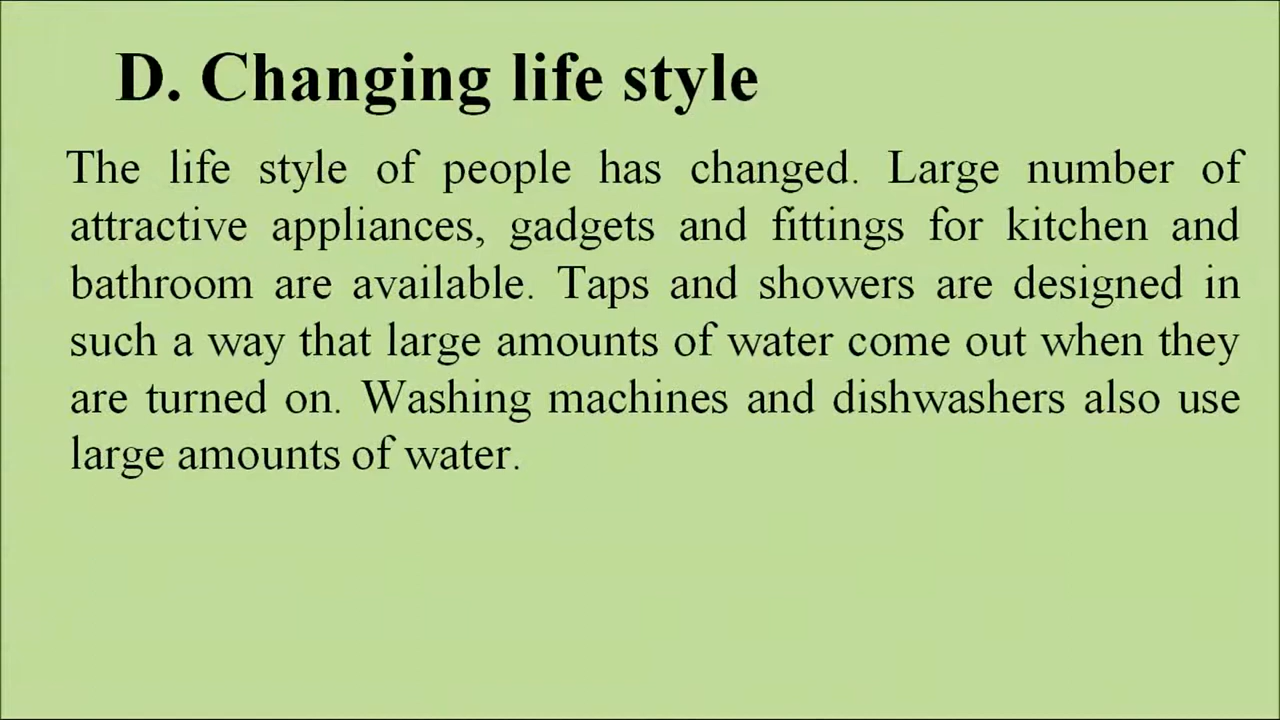 D. Changing life style
The life style of people has changed. Large number of
attractive appliances, gadgets and fittings for kitchen and
bathroom are available. Taps and showers are designed in
such a way that large amounts of water come out when they
are turned on. Washing machines and dishwashers also use
large amounts of water.